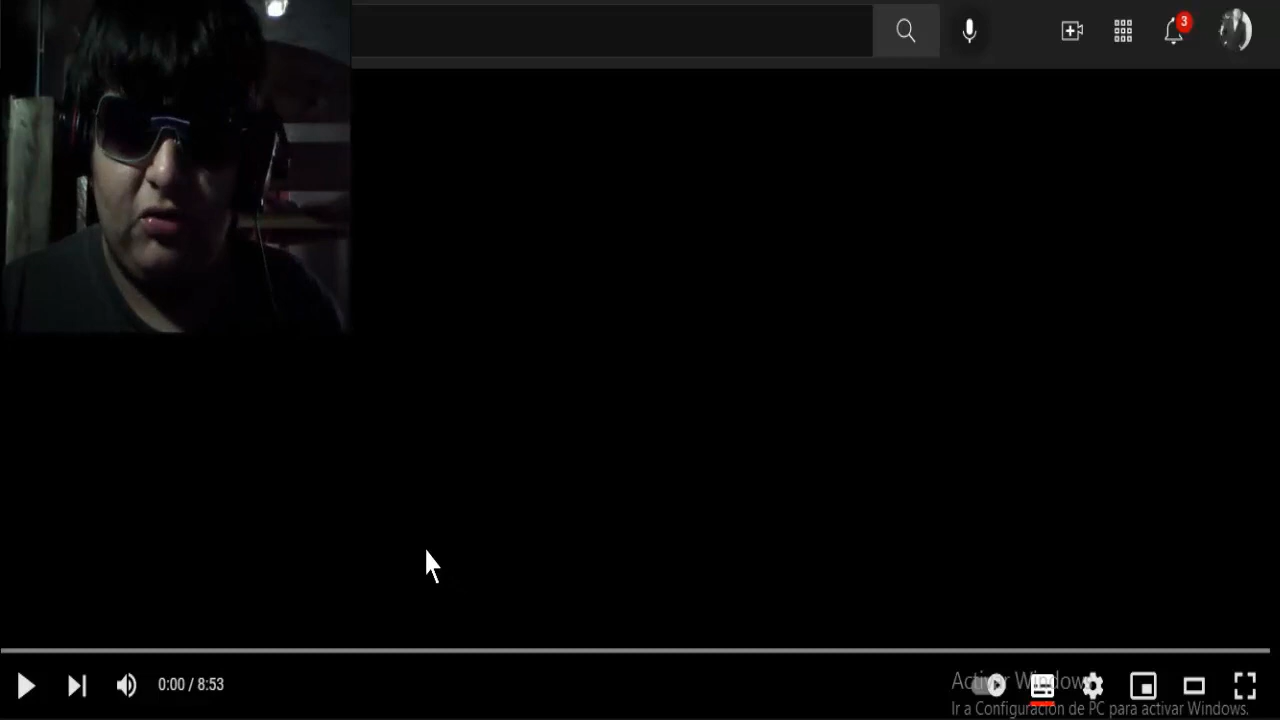 3
0:00 / 8:53
Activar Windows
Ir a Configuración de PC para activar Windows.